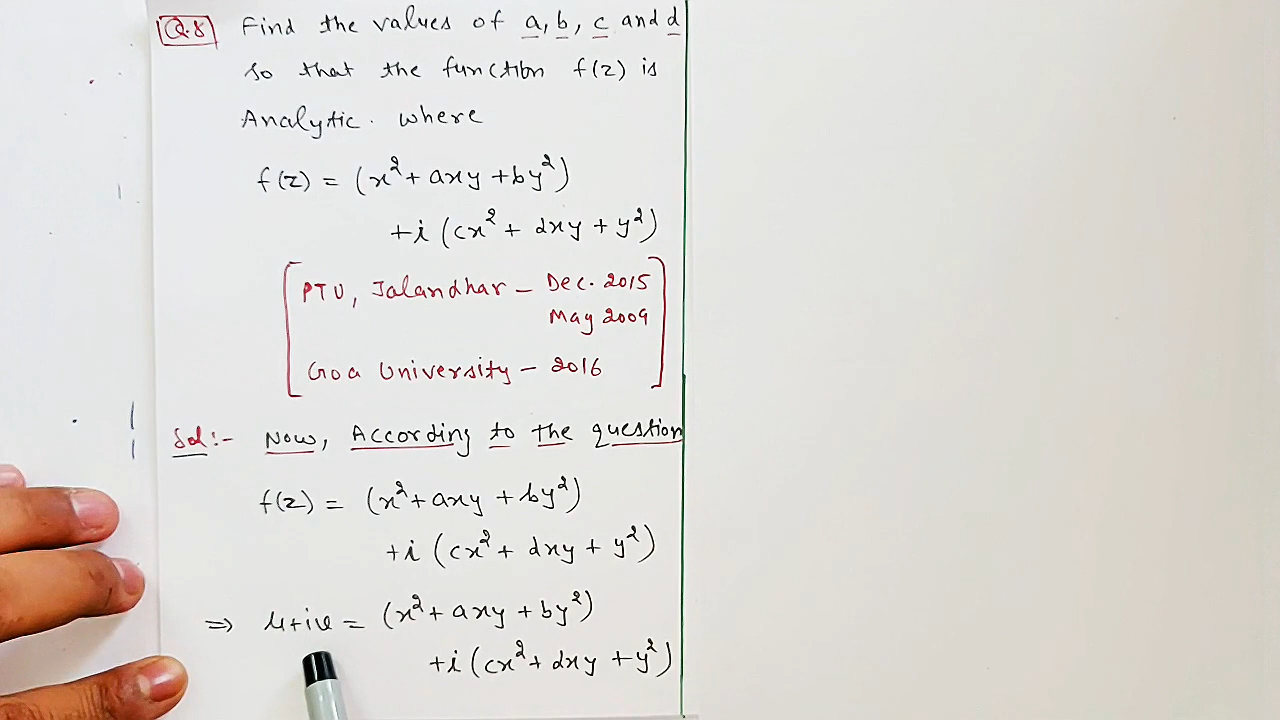 Q.8 Find the values of a, b, c and d
so that the function f(z) is
Analytic. where
f(z) = (x² + axy + by²)
+ i (cx² + dxy + y²)
[PTU, Jalandhar – Dec. 2015
May 2009
Goa University – 2016]
Sol:- Now, According to the question
f(z) = (x² + axy + by²)
+ i (cx² + dxy + y²)
⇒ u+iv = (x² + axy + by²)
+ i (cx² + dxy + y²)